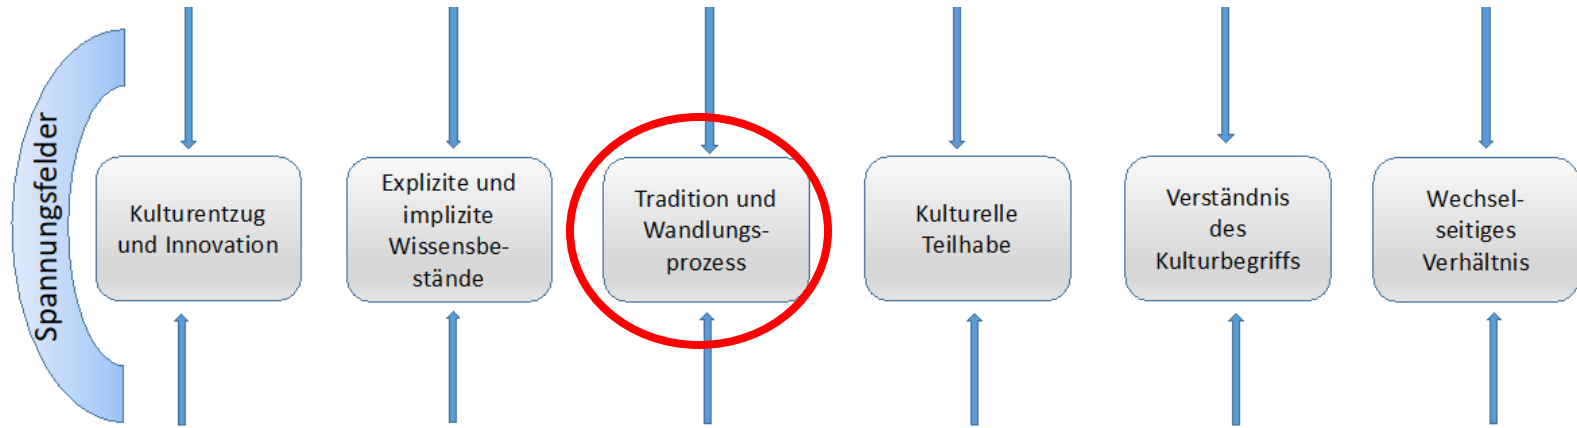 Spannungsfelder
Kulturentzug
und Innovation
Explizite und
implizite
Wissensbe-
stände
Tradition und
Wandlungs-
prozess
Kulturelle
Teilhabe
Verständnis
des
Kulturbegriffs
Wechsel-
seitiges
Verhältnis